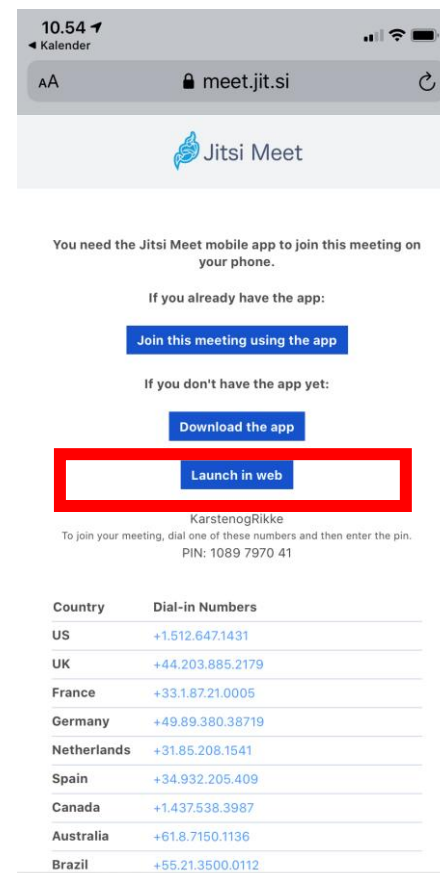 10.54
◀ Kalender
AA meet.jit.si
Jitsi Meet
You need the Jitsi Meet mobile app to join this meeting on
your phone.
If you already have the app:
Join this meeting using the app
If you don't have the app yet:
Download the app
Launch in web
KarstenogRikke
To join your meeting, dial one of these numbers and then enter the pin.
PIN: 1089 7970 41
Country Dial-in Numbers
US +1.512.647.1431
UK +44.203.885.2179
France +33.1.87.21.0005
Germany +49.89.380.38719
Netherlands +31.85.208.1541
Spain +34.932.205.409
Canada +1.437.538.3987
Australia +61.8.7150.1136
Brazil +55.21.3500.0112